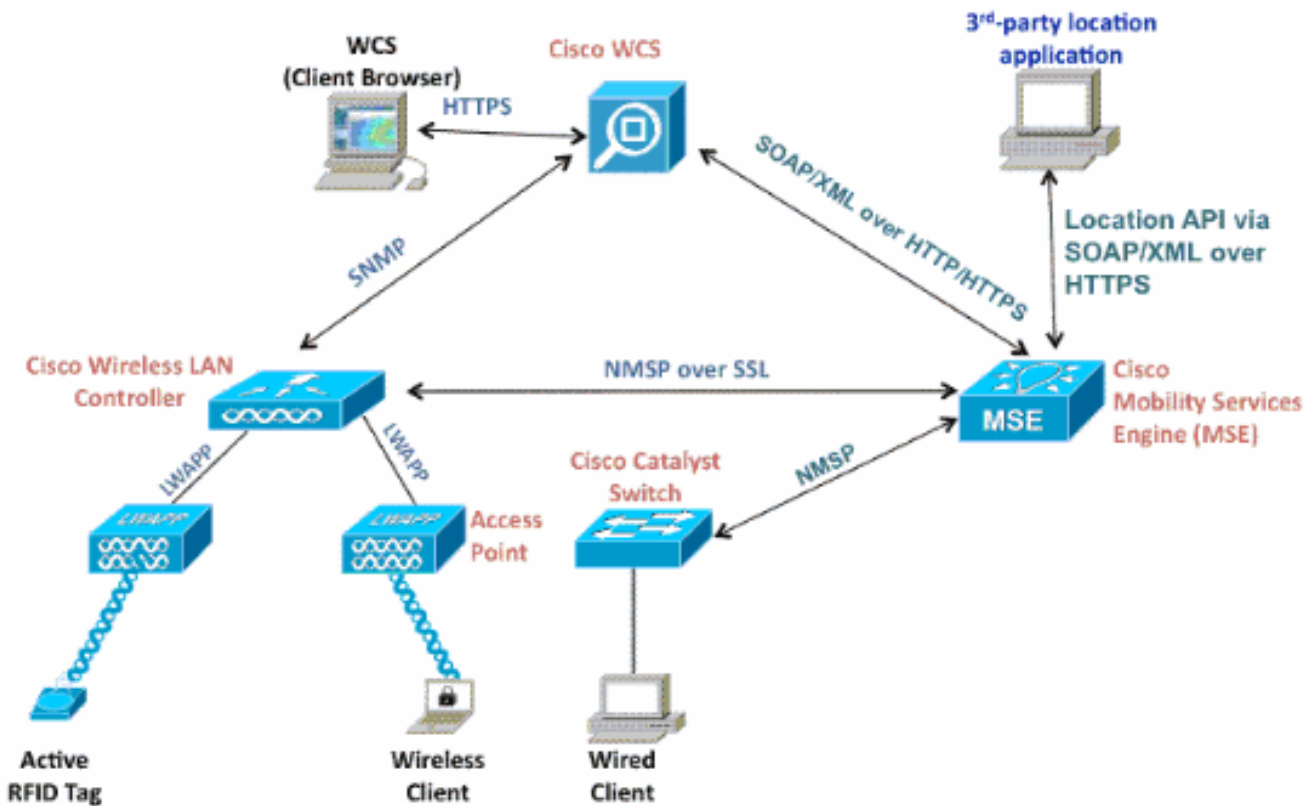 WCS
(Client Browser)
Cisco WCS
3rd-party location
application
HTTPS
SOAP/XML over HTTP/HTTPS
Location API via
SOAP/XML over
HTTPS
SNMP
Cisco Wireless LAN
Controller
NMSP over SSL
MSE
Cisco
Mobility Services
Engine (MSE)
LWAPP
LWAPP
Cisco Catalyst
Switch
NMSP
LWAPP
LWAPP
Access
Point
Active
RFID Tag
Wireless
Client
Wired
Client